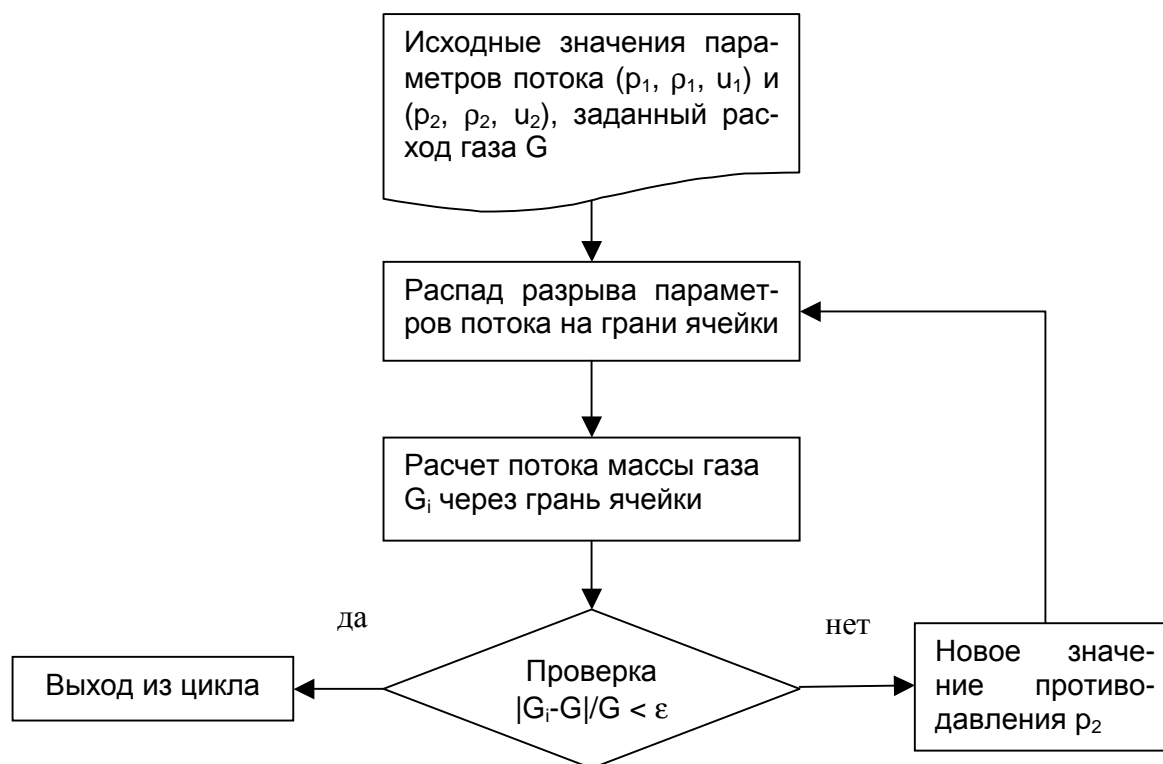 Исходные значения пара-
метров потока (p₁, ρ₁, u₁) и
(p₂, ρ₂, u₂), заданный рас-
ход газа G
Распад разрыва парамет-
ров потока на грани ячейки
Расчет потока массы газа
Gᵢ через грань ячейки
да
нет
Проверка
|Gᵢ-G|/G < ε
Выход из цикла
Новое значе-
ние противо-
давления p₂